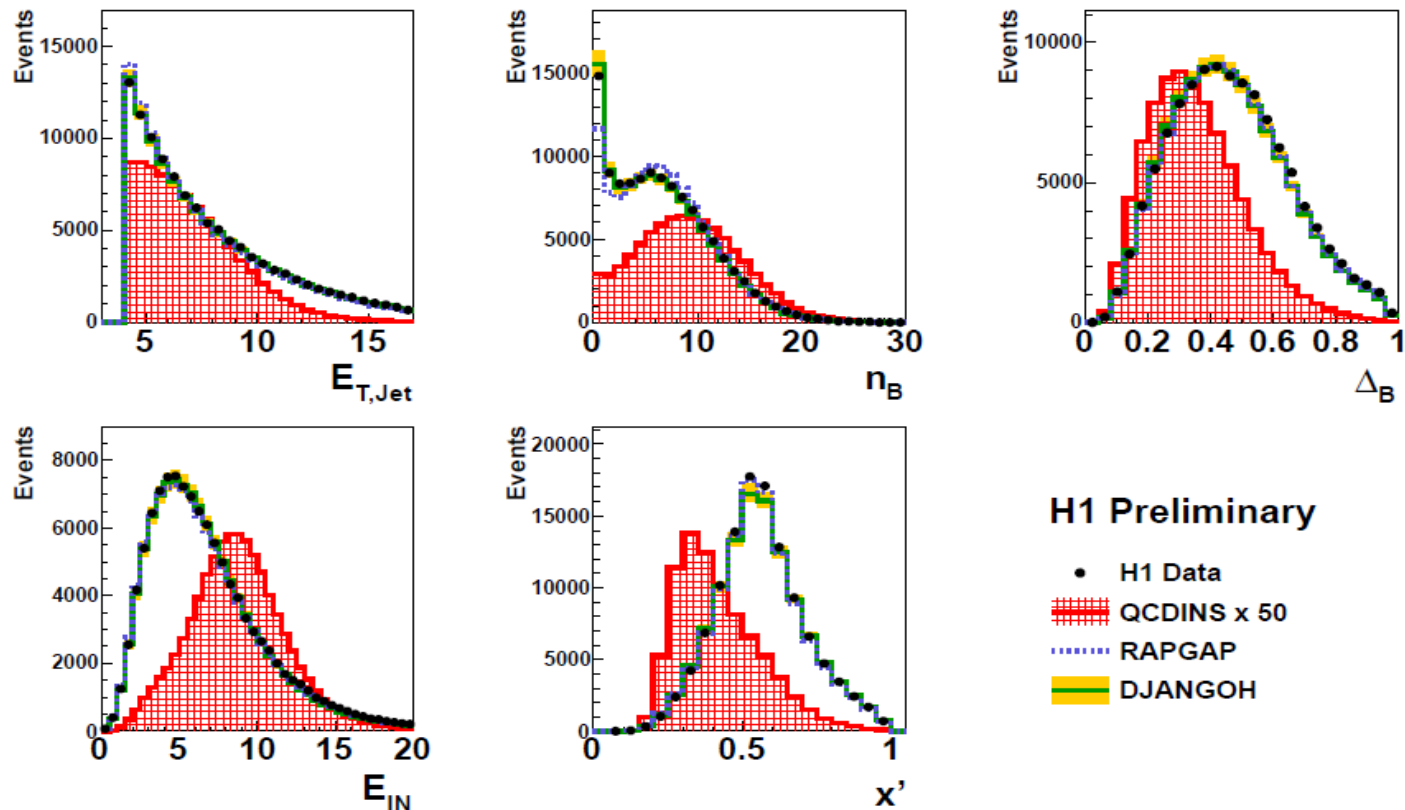 Events
15000
10000
5000
0
5 10 15
E_T,Jet
Events
15000
10000
5000
0
0 10 20 30
n_B
Events
10000
5000
0
0 0.2 0.4 0.6 0.8 1
Δ_B
Events
8000
6000
4000
2000
0
0 5 10 15 20
E_IN
Events
20000
15000
10000
5000
0
0 0.5 1
x’
H1 Preliminary
H1 Data
QCDINS x 50
RAPGAP
DJANGOH